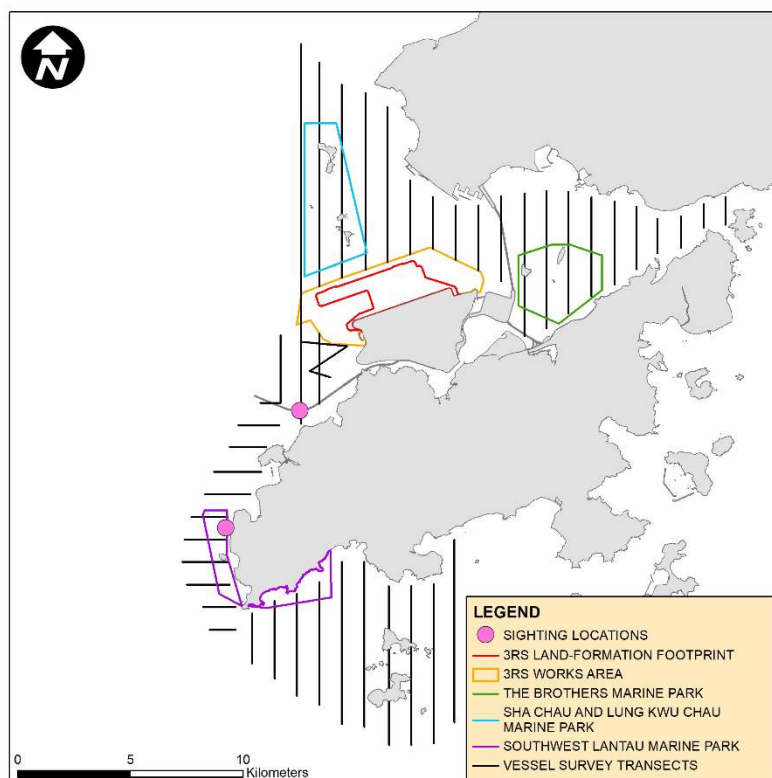 N
LEGEND
SIGHTING LOCATIONS
3RS LAND-FORMATION FOOTPRINT
3RS WORKS AREA
THE BROTHERS MARINE PARK
SHA CHAU AND LUNG KWU CHAU
MARINE PARK
SOUTHWEST LANTAU MARINE PARK
VESSEL SURVEY TRANSECTS
0 5 10
Kilometers